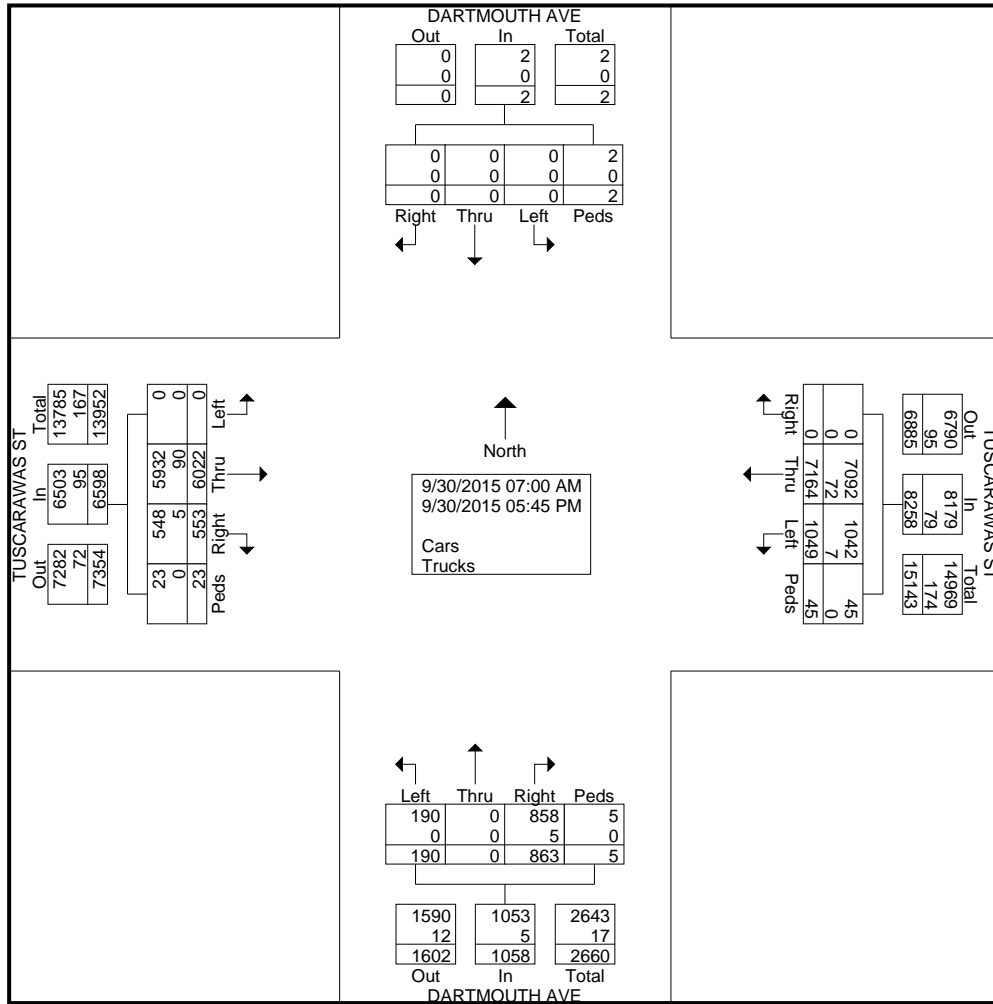 DARTMOUTH AVE
Out In Total
0 2 2
0 0 0
0 2 2
0 0 0 2
0 0 0 0
0 0 0 2
Right Thru Left Peds
TUSCARAWAS ST
Total In Out
13785 6503 7282
167 95 72
13952 6598 7354
0 5932 548 23
0 90 5 0
0 6022 553 23
Left Thru Right Peds
North
9/30/2015 07:00 AM
9/30/2015 05:45 PM
Cars
Trucks
Right Thru Left Peds
0 7092 1042 45
0 72 7 0
0 7164 1049 45
TUSCARAWAS ST
Out In Total
6790 8179 14969
95 79 174
6885 8258 15143
Left Thru Right Peds
190 0 858 5
0 0 5 0
190 0 863 5
1590 1053 2643
12 5 17
1602 1058 2660
Out In Total
DARTMOUTH AVE